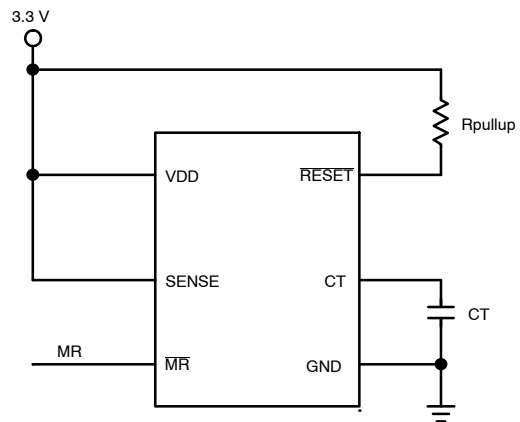 3.3 V
Rpullup
VDD
RESET
SENSE
CT
CT
MR
MR
GND